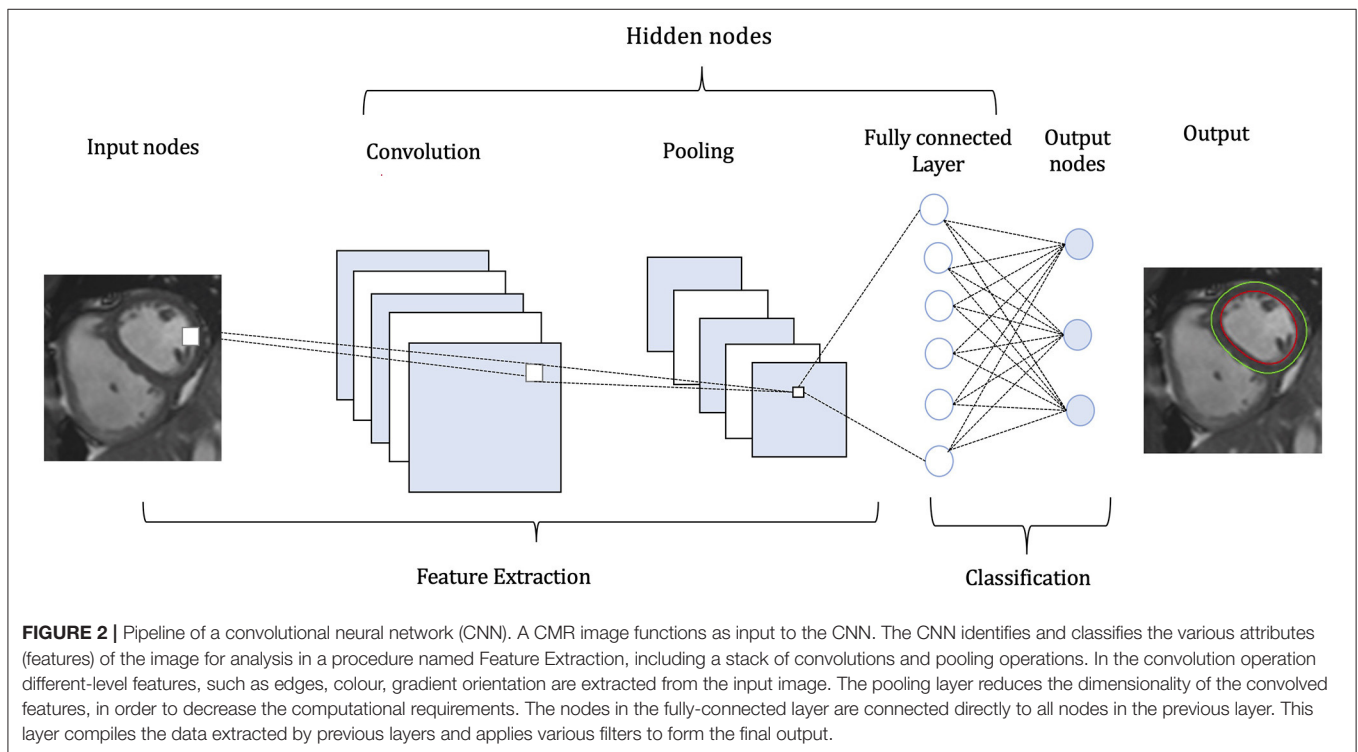 Hidden nodes
Input nodes
Convolution
Pooling
Fully connected
Layer
Output
nodes
Output
Feature Extraction
Classification
FIGURE 2 | Pipeline of a convolutional neural network (CNN). A CMR image functions as input to the CNN. The CNN identifies and classifies the various attributes
(features) of the image for analysis in a procedure named Feature Extraction, including a stack of convolutions and pooling operations. In the convolution operation
different-level features, such as edges, colour, gradient orientation are extracted from the input image. The pooling layer reduces the dimensionality of the convolved
features, in order to decrease the computational requirements. The nodes in the fully-connected layer are connected directly to all nodes in the previous layer. This
layer compiles the data extracted by previous layers and applies various filters to form the final output.